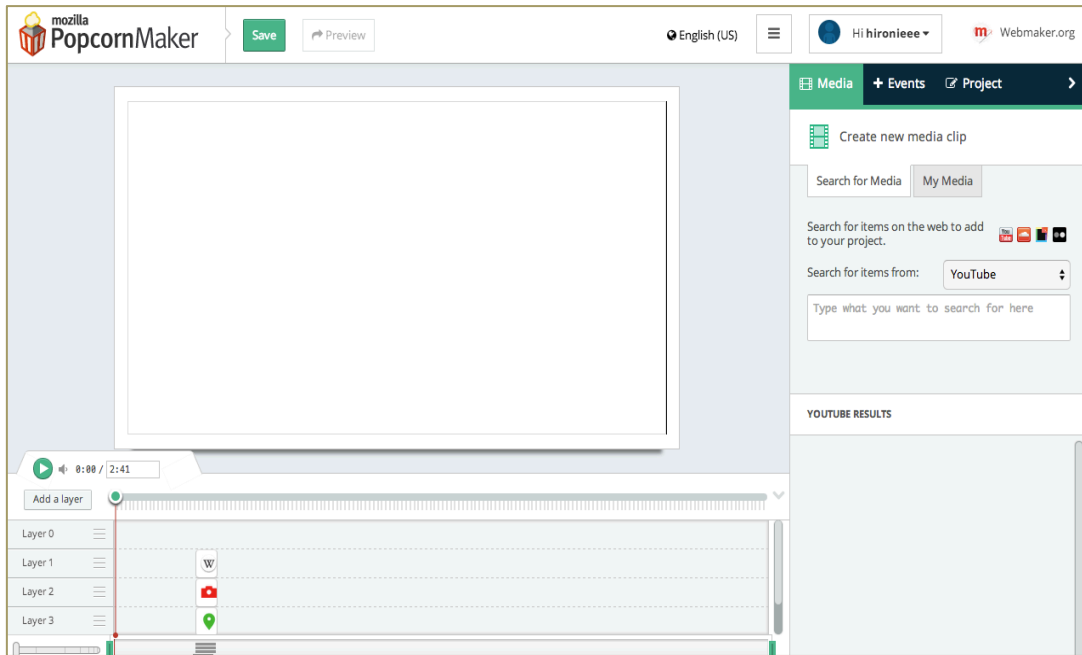 mozilla
PopcornMaker
Save
Preview
English (US)
Hi hironieee
Webmaker.org
Media
+ Events
Project
Create new media clip
Search for Media
My Media
Search for items on the web to add
to your project.
You
Tube
Search for items from:
YouTube
Type what you want to search for here
YOUTUBE RESULTS
0:00 / 2:41
Add a layer
Layer 0
Layer 1
W
Layer 2
Layer 3